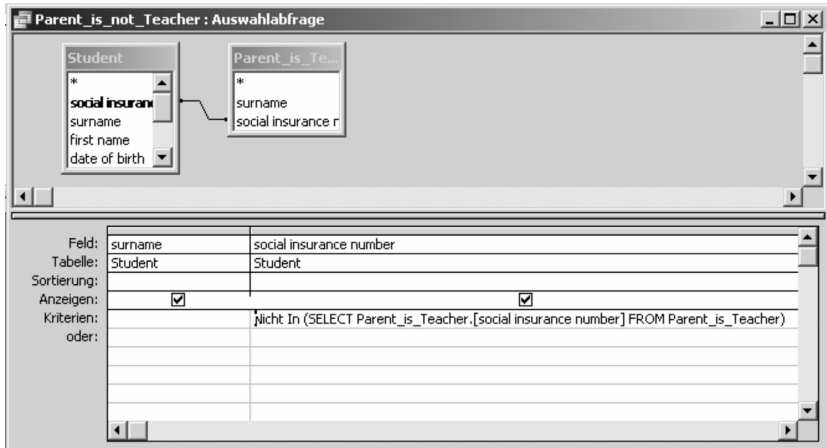 Parent_is_not_Teacher : Auswahlabfrage
Student
*
social insuran
surname
first name
date of birth
Parent_is_Te...
*
surname
social insurance r
Feld: surname social insurance number
Tabelle: Student Student
Sortierung:
Anzeigen:
Kriterien: Nicht In (SELECT Parent_is_Teacher.[social insurance number] FROM Parent_is_Teacher)
oder: